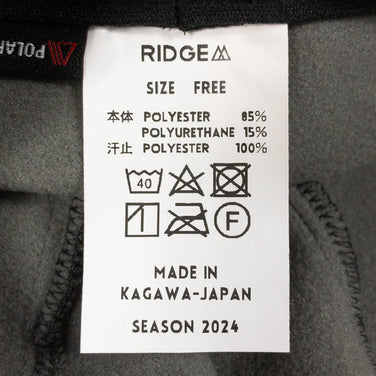 RIDGE
SIZE FREE
本体 POLYESTER 85%
POLYURETHANE 15%
汗止 POLYESTER 100%
40
F
MADE IN
KAGAWA-JAPAN
SEASON 2024
POLAR